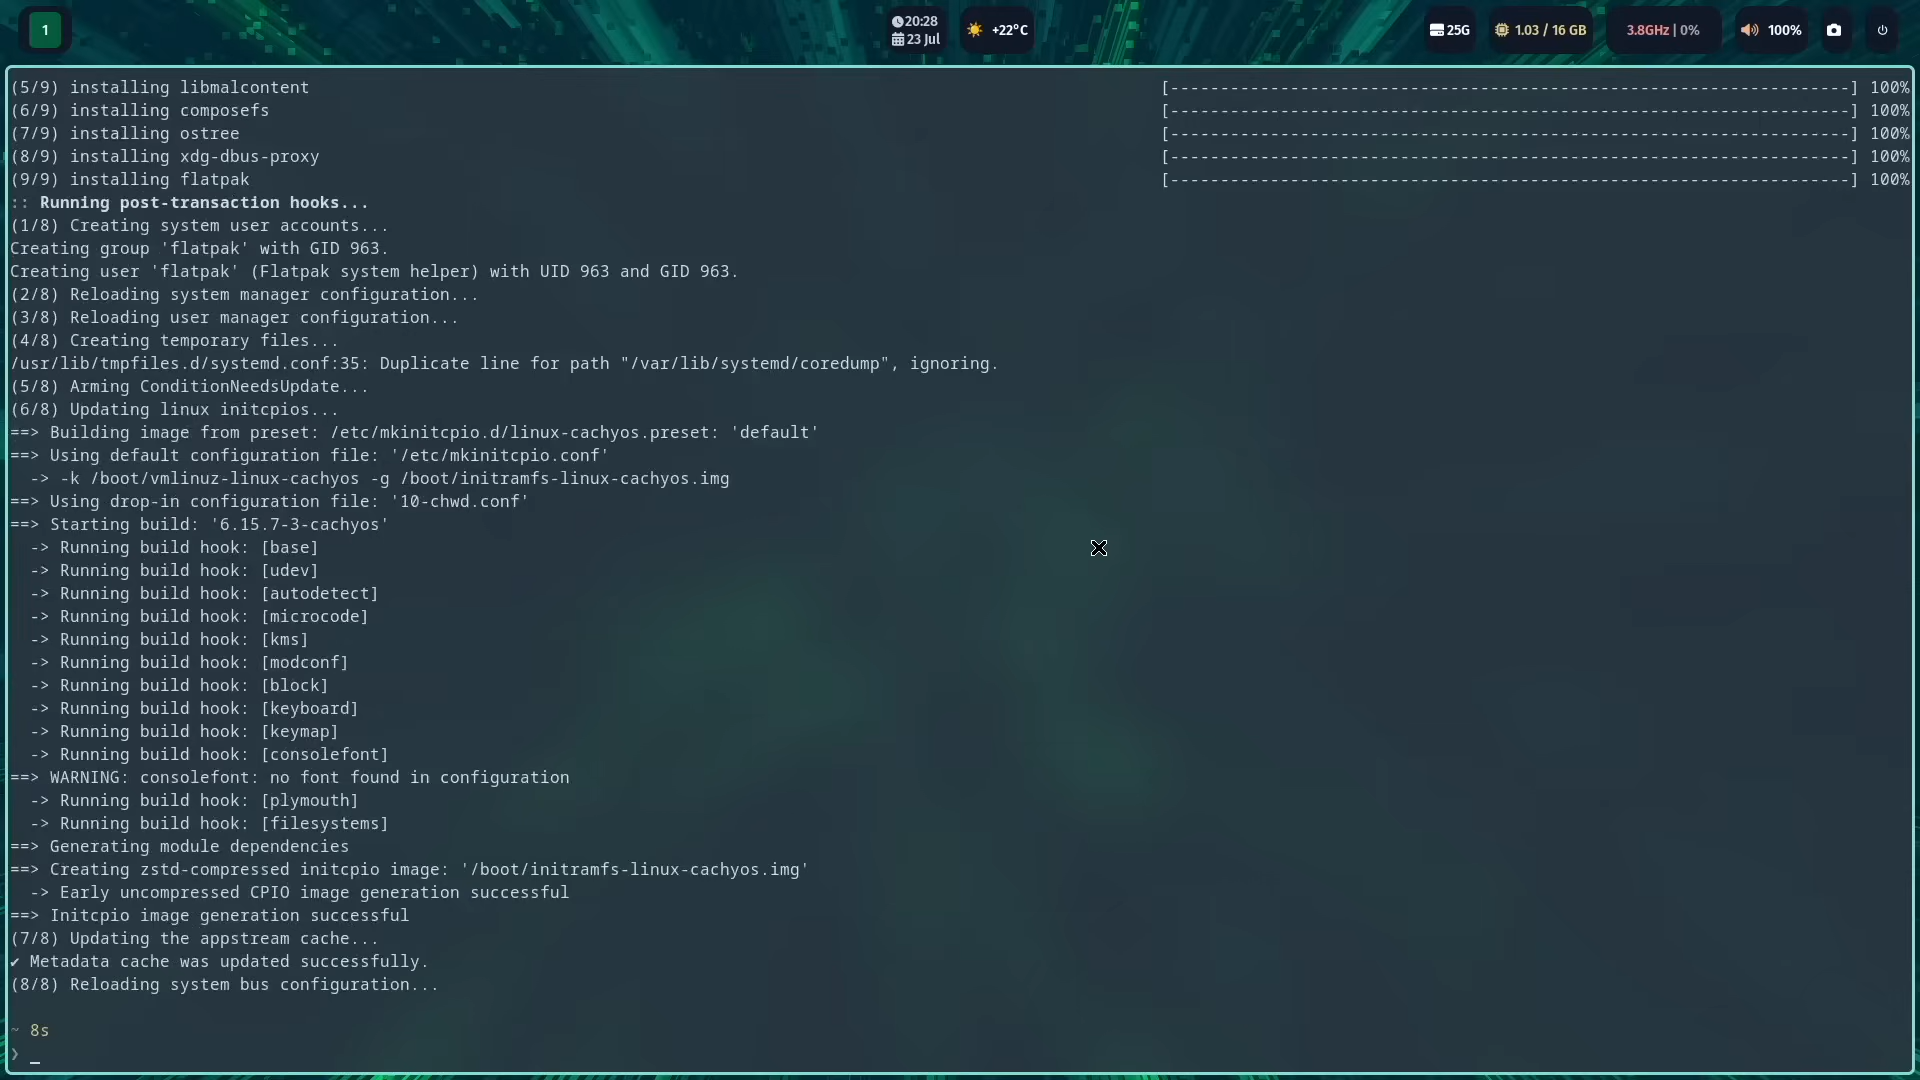 1
20:28
23 Jul
+22°C
25G
1.03 / 16 GB
3.8GHz | 0%
100%
(5/9) installing libmalcontent [--------------------------------------------------------------------] 100%
(6/9) installing composefs [--------------------------------------------------------------------] 100%
(7/9) installing ostree [--------------------------------------------------------------------] 100%
(8/9) installing xdg-dbus-proxy [--------------------------------------------------------------------] 100%
(9/9) installing flatpak [--------------------------------------------------------------------] 100%
:: Running post-transaction hooks...
(1/8) Creating system user accounts...
Creating group 'flatpak' with GID 963.
Creating user 'flatpak' (Flatpak system helper) with UID 963 and GID 963.
(2/8) Reloading system manager configuration...
(3/8) Reloading user manager configuration...
(4/8) Creating temporary files...
/usr/lib/tmpfiles.d/systemd.conf:35: Duplicate line for path "/var/lib/systemd/coredump", ignoring.
(5/8) Arming ConditionNeedsUpdate...
(6/8) Updating linux initcpios...
==> Building image from preset: /etc/mkinitcpio.d/linux-cachyos.preset: 'default'
==> Using default configuration file: '/etc/mkinitcpio.conf'
  -> -k /boot/vmlinuz-linux-cachyos -g /boot/initramfs-linux-cachyos.img
==> Using drop-in configuration file: '10-chwd.conf'
==> Starting build: '6.15.7-3-cachyos'
  -> Running build hook: [base]
  -> Running build hook: [udev]
  -> Running build hook: [autodetect]
  -> Running build hook: [microcode]
  -> Running build hook: [kms]
  -> Running build hook: [modconf]
  -> Running build hook: [block]
  -> Running build hook: [keyboard]
  -> Running build hook: [keymap]
  -> Running build hook: [consolefont]
==> WARNING: consolefont: no font found in configuration
  -> Running build hook: [plymouth]
  -> Running build hook: [filesystems]
==> Generating module dependencies
==> Creating zstd-compressed initcpio image: '/boot/initramfs-linux-cachyos.img'
  -> Early uncompressed CPIO image generation successful
==> Initcpio image generation successful
(7/8) Updating the appstream cache...
✔ Metadata cache was updated successfully.
(8/8) Reloading system bus configuration...
~ 8s
❯ _